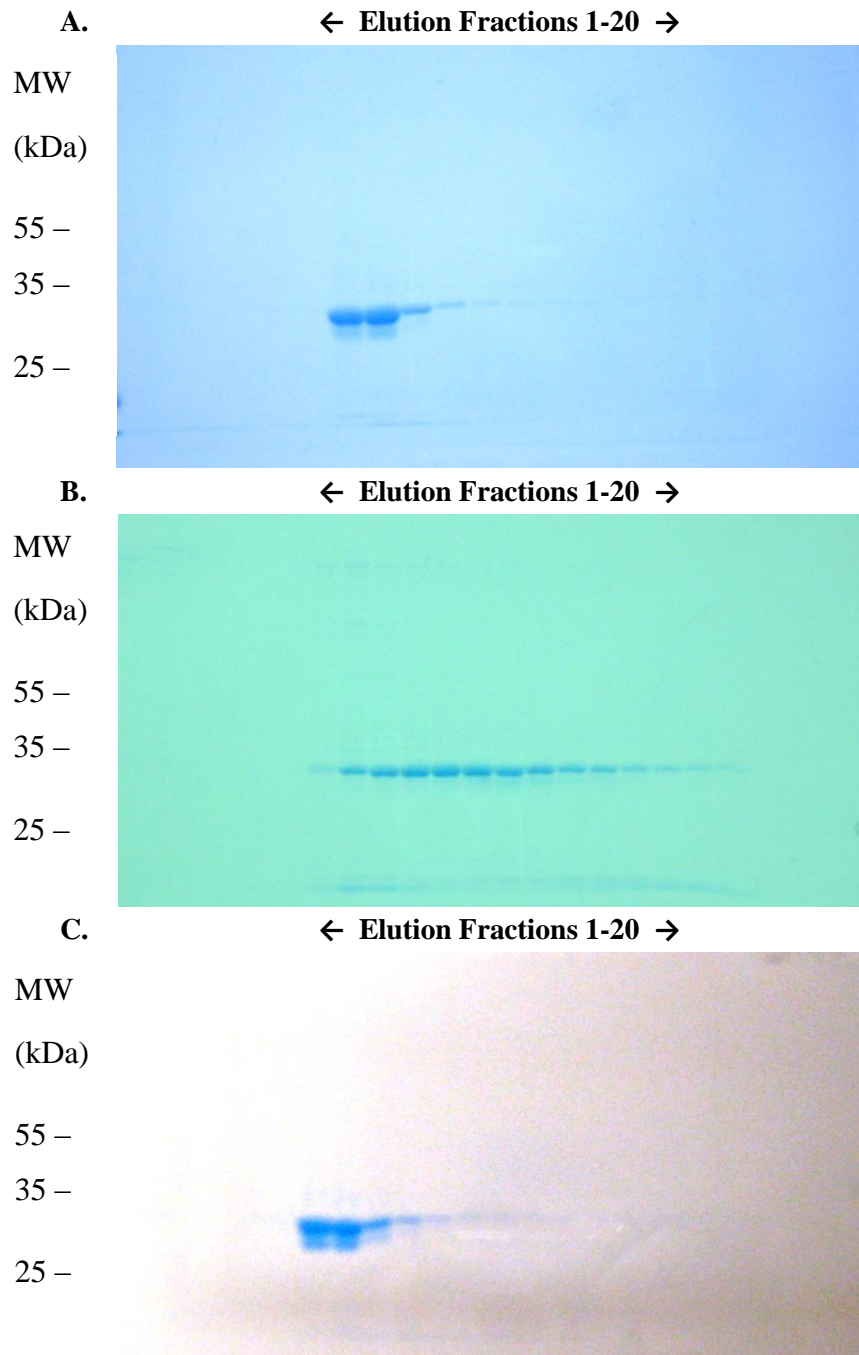 A. ← Elution Fractions 1-20 →
MW
(kDa)
55 –
35 –
25 –
B. ← Elution Fractions 1-20 →
MW
(kDa)
55 –
35 –
25 –
C. ← Elution Fractions 1-20 →
MW
(kDa)
55 –
35 –
25 –